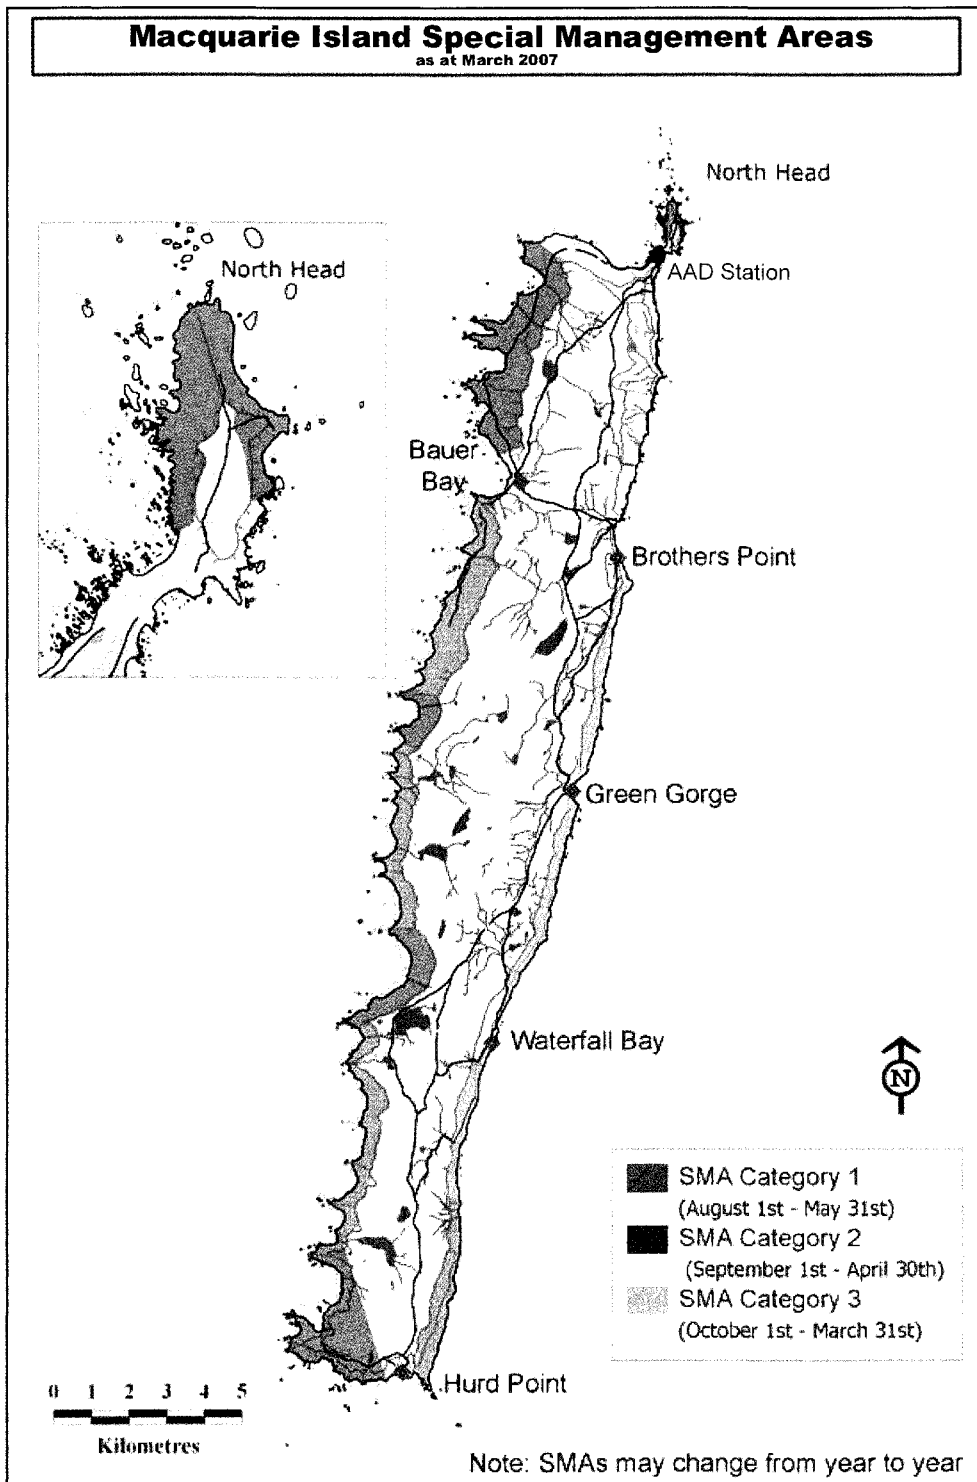 Macquarie Island Special Management Areas
as at March 2007
North Head
North Head
AAD Station
Bauer
Bay
Brothers Point
Green Gorge
Waterfall Bay
N
SMA Category 1
(August 1st - May 31st)
SMA Category 2
(September 1st - April 30th)
SMA Category 3
(October 1st - March 31st)
Hurd Point
0 1 2 3 4 5
Kilometres
Note: SMAs may change from year to year